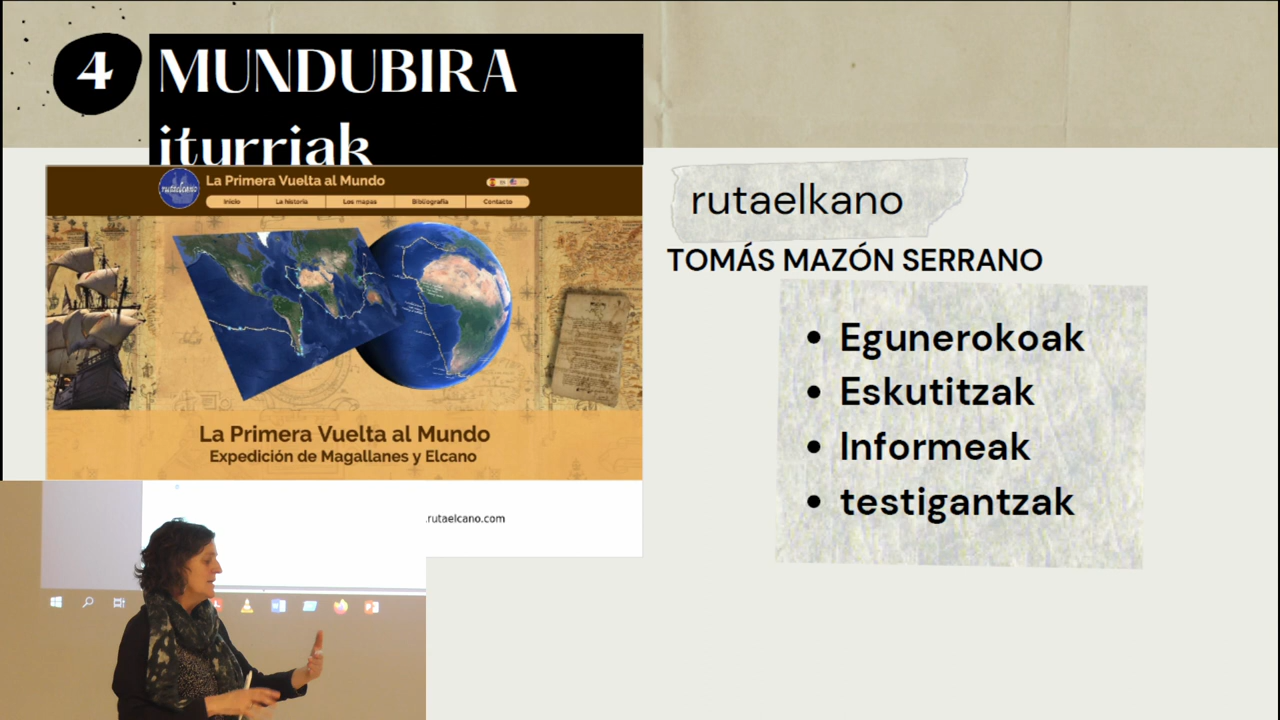 4
MUNDUBIRA
iturriak
rutaelcano
La Primera Vuelta al Mundo
Inicio
La historia
Los mapas
Bibliografía
Contacto
La Primera Vuelta al Mundo
Expedición de Magallanes y Elcano
.rutaelcano.com
rutaelkano
TOMÁS MAZÓN SERRANO
• Egunerokoak
• Eskutitzak
• Informeak
• testigantzak